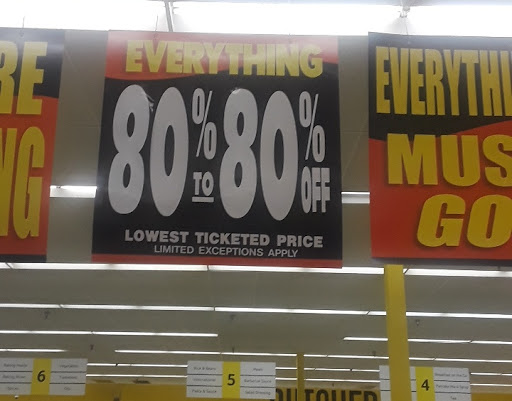 RE
NG
EVERYTHING
80% TO 80% OFF
LOWEST TICKETED PRICE
LIMITED EXCEPTIONS APPLY
EVERYTHI
MUS
GO
6
5
4